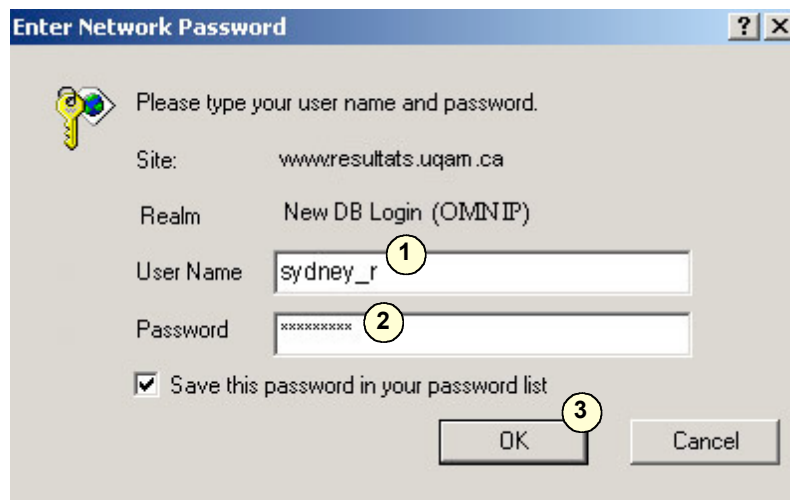 Enter Network Password ? X
Please type your user name and password.
Site: www.resultats.uqam.ca
Realm New DB Login (OMNIP)
1
User Name sydney_r
2
Password xxxxxxxxx
Save this password in your password list
3
OK Cancel